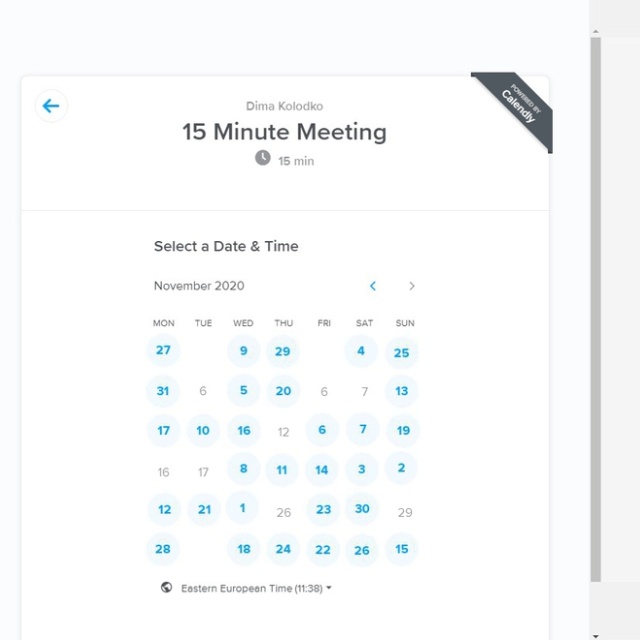 POWERED BY
Calendly
Dima Kolodko
15 Minute Meeting
15 min
Select a Date & Time
November 2020
MON TUE WED THU FRI SAT SUN
27 9 29 4 25
31 6 5 20 6 7 13
17 10 16 12 6 7 19
16 17 8 11 14 3 2
12 21 1 26 23 30 29
28 18 24 22 26 15
Eastern European Time (11:38)